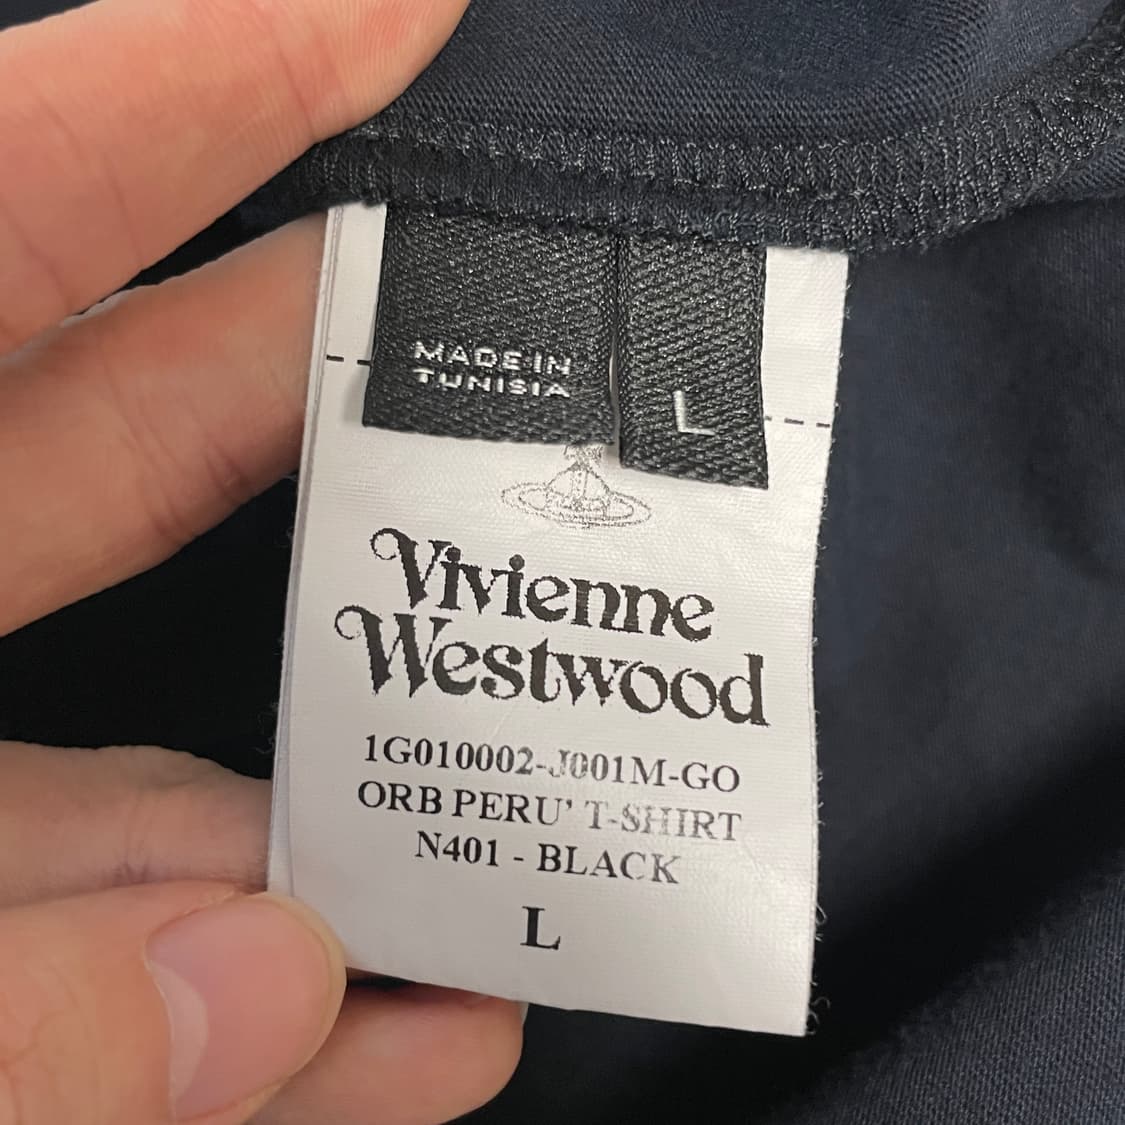 MADE IN
TUNISIA
L
Vivienne
Westwood
1G010002-J001M-GO
ORB PERU' T-SHIRT
N401 - BLACK
L